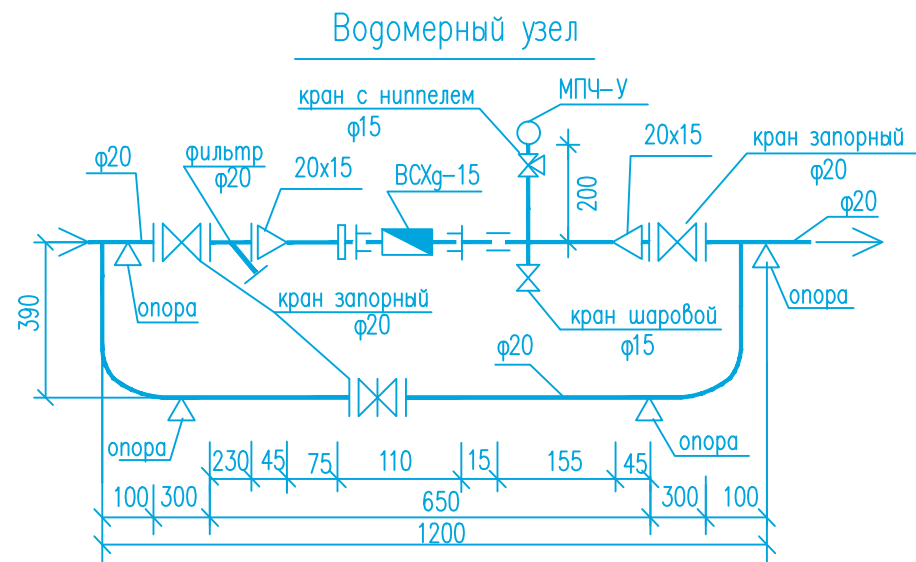 Водомерный узел
МПЧ-У
кран с ниппелем
φ15
20х15
кран запорный
φ20
φ20
фильтр
φ20
20х15
ВСХд-15
200
φ20
390
опора
кран запорный
φ20
опора
кран шаровой
φ15
φ20
опора
опора
230 45 75 110 15 155 45
100 300 650 300 100
1200